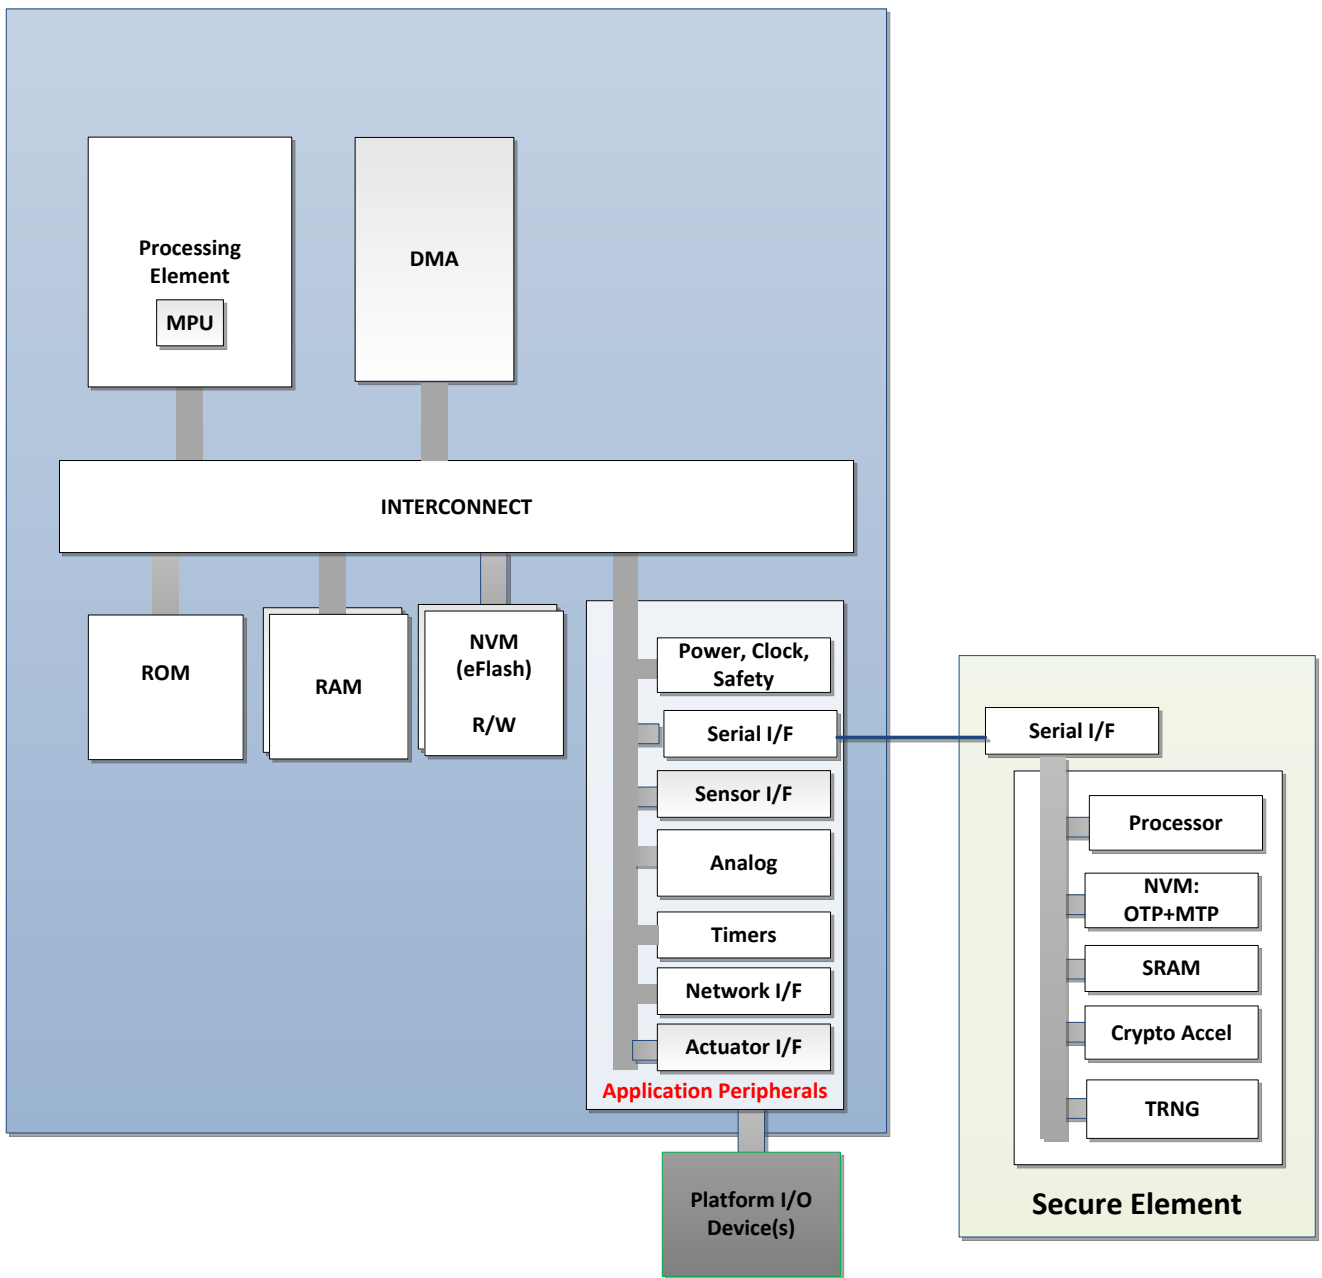 Processing
Element
MPU
DMA
INTERCONNECT
ROM
RAM
NVM
(eFlash)
R/W
Power, Clock,
Safety
Serial I/F
Sensor I/F
Analog
Timers
Network I/F
Actuator I/F
Application Peripherals
Platform I/O
Device(s)
Serial I/F
Processor
NVM:
OTP+MTP
SRAM
Crypto Accel
TRNG
Secure Element